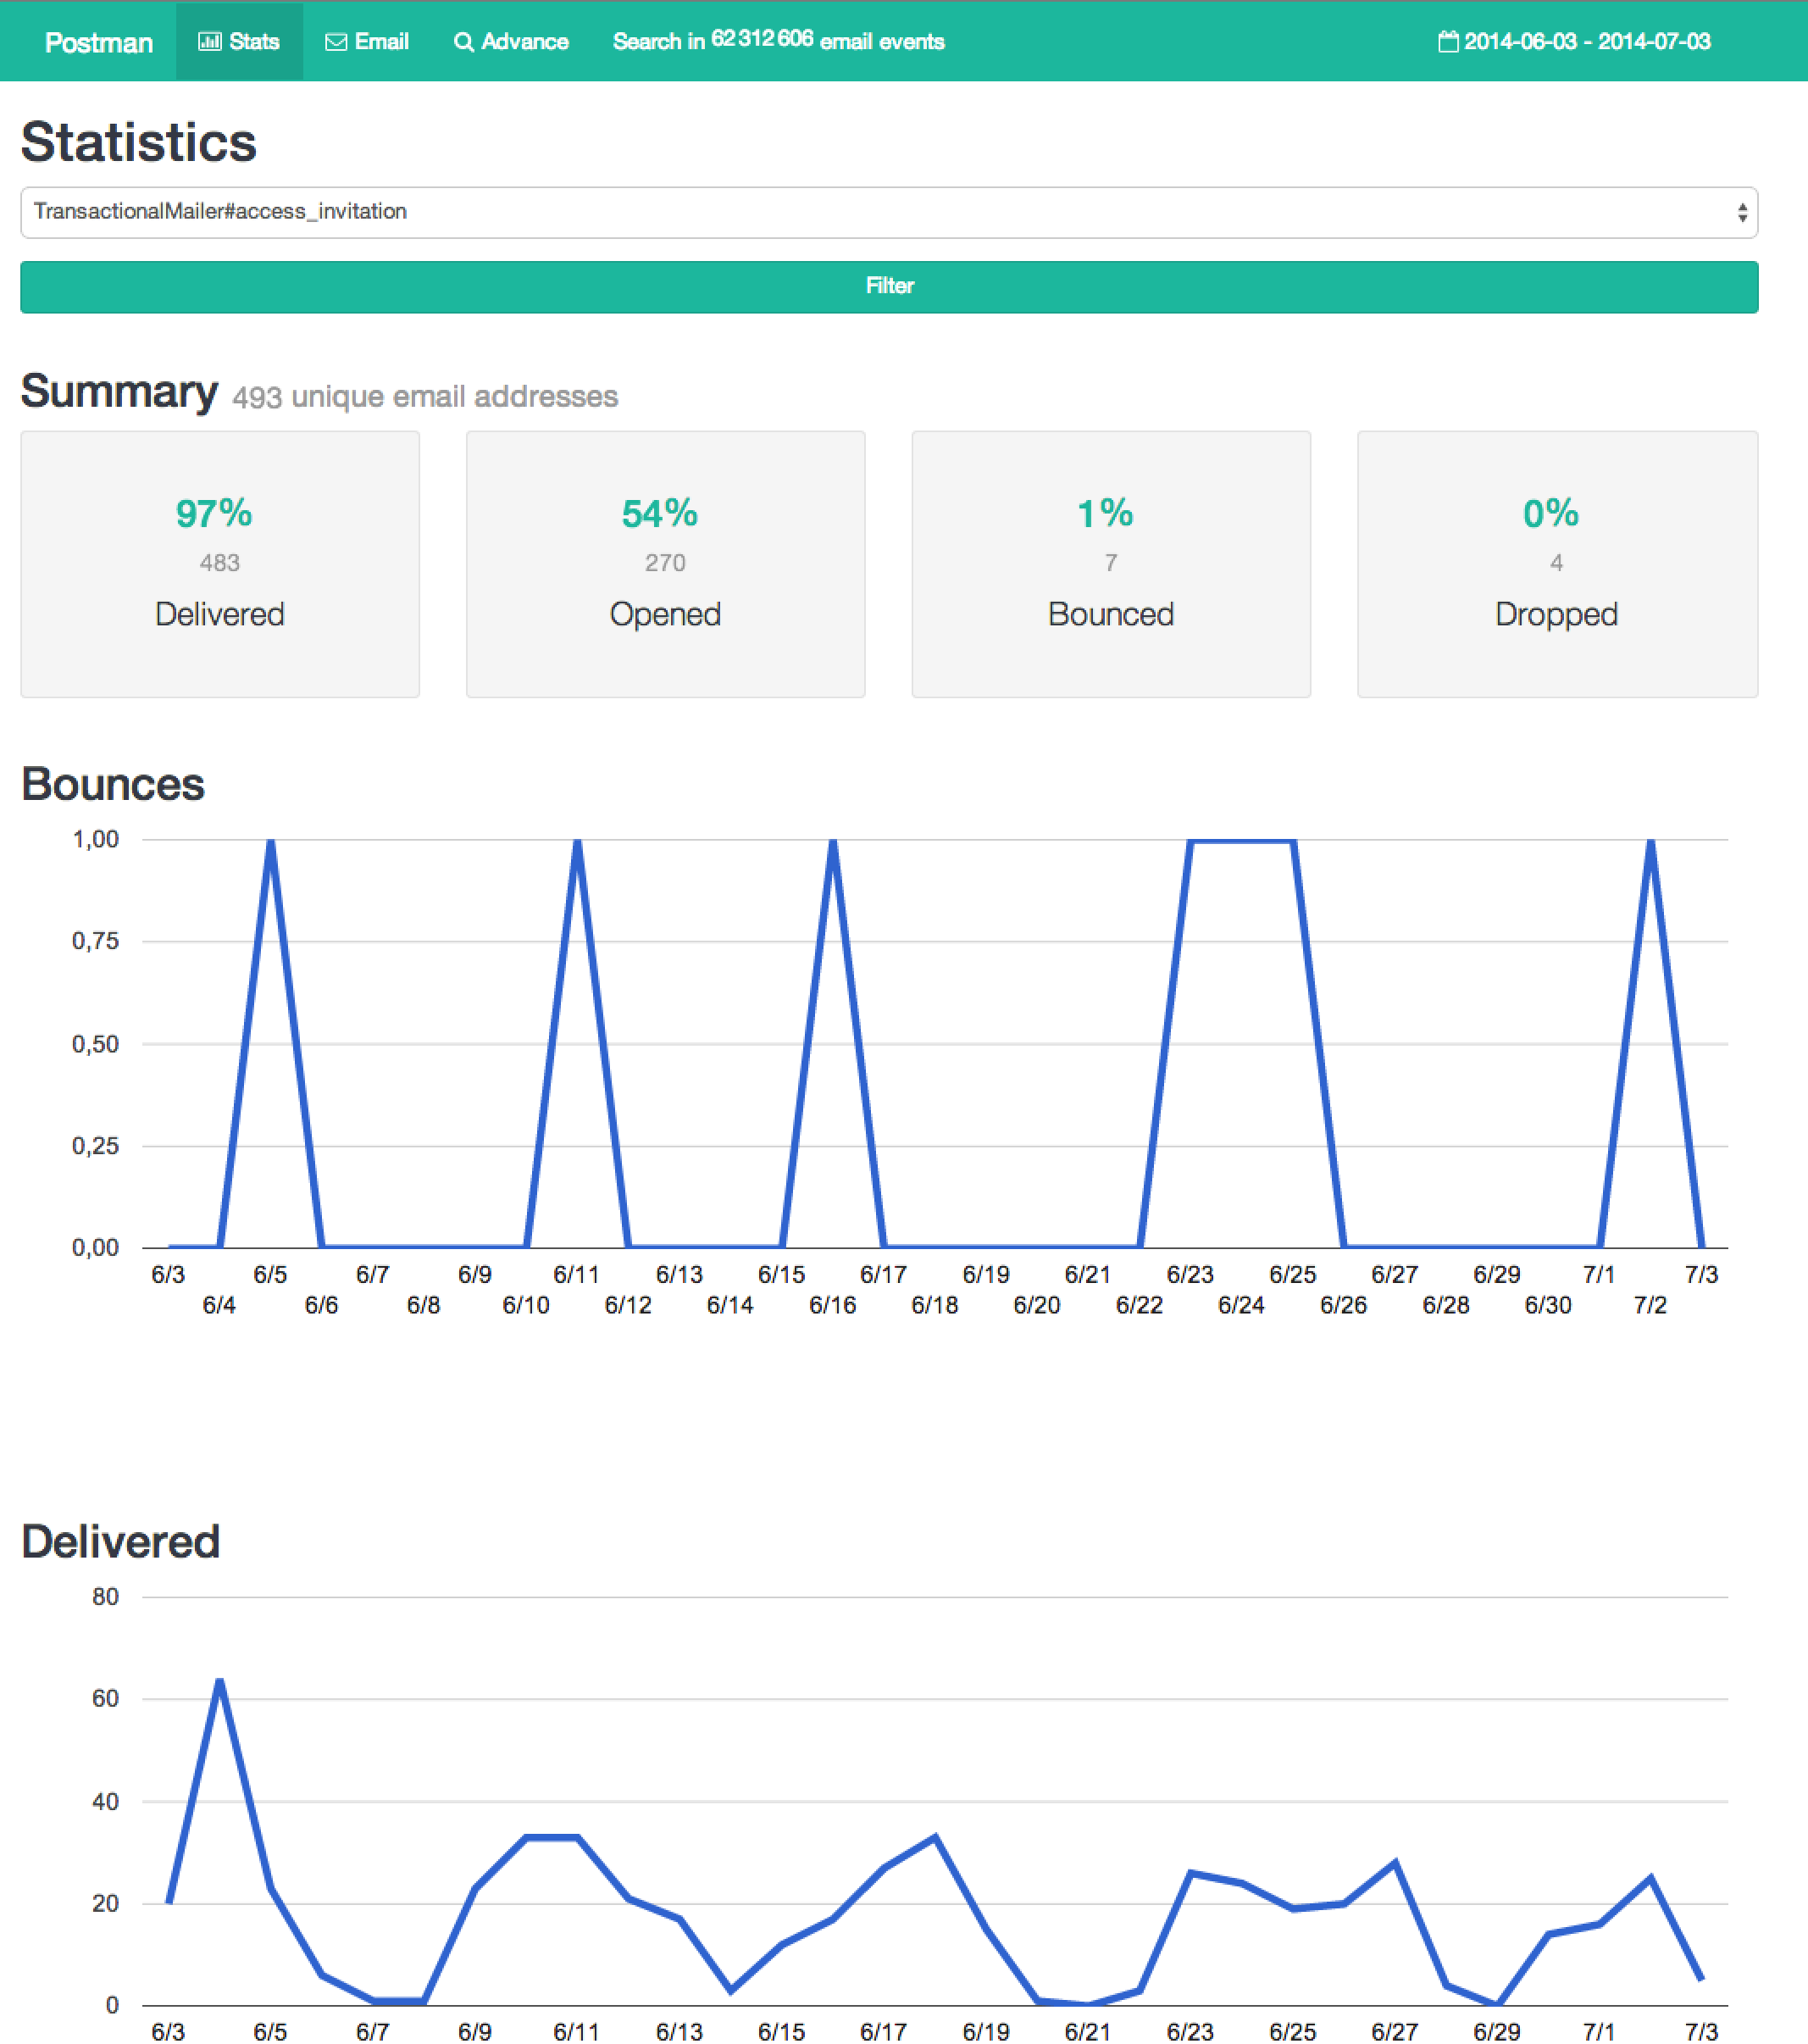 Postman Stats Email Advance Search in 62 312 606 email events 2014-06-03 - 2014-07-03
Statistics
TransactionalMailer#access_invitation
Filter
Summary 493 unique email addresses
97% 54% 1% 0%
483 270 7 4
Delivered Opened Bounced Dropped
Bounces
1,00
0,75
0,50
0,25
0,00
6/3 6/5 6/7 6/9 6/11 6/13 6/15 6/17 6/19 6/21 6/23 6/25 6/27 6/29 7/1 7/3
6/4 6/6 6/8 6/10 6/12 6/14 6/16 6/18 6/20 6/22 6/24 6/26 6/28 6/30 7/2
Delivered
80
60
40
20
0
6/3 6/5 6/7 6/9 6/11 6/13 6/15 6/17 6/19 6/21 6/23 6/25 6/27 6/29 7/1 7/3